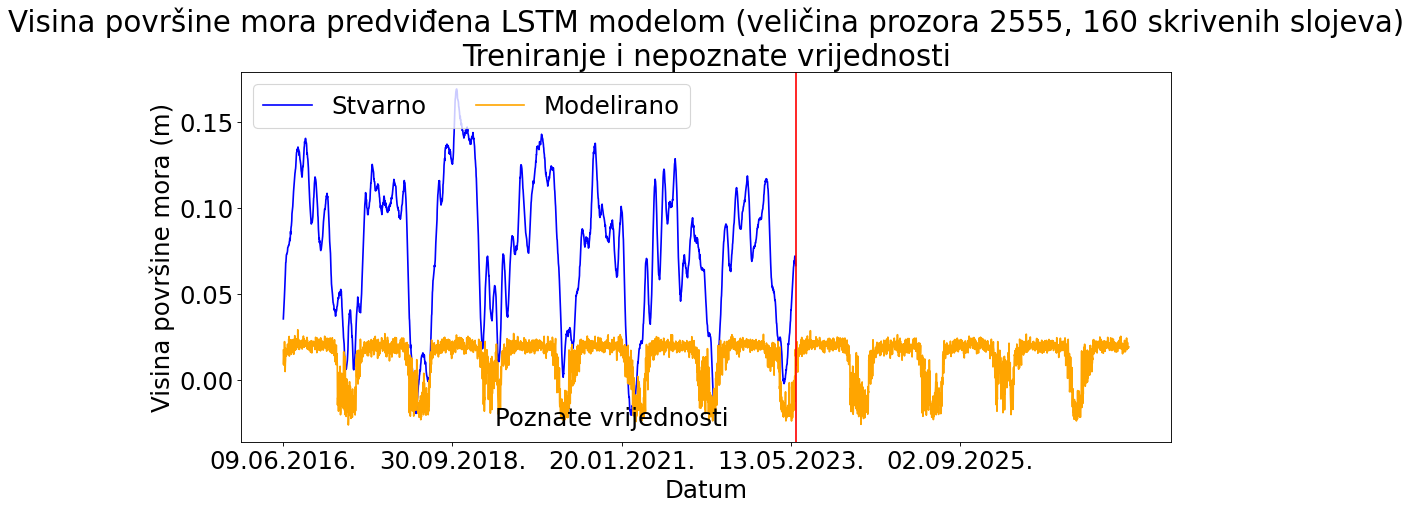 Visina površine mora predviđena LSTM modelom (veličina prozora 2555, 160 skrivenih slojeva)
Treniranje i nepoznate vrijednosti
Stvarno Modelirano
Visina površine mora (m)
0.15
0.10
0.05
0.00
Poznate vrijednosti
09.06.2016. 30.09.2018. 20.01.2021. 13.05.2023. 02.09.2025.
Datum